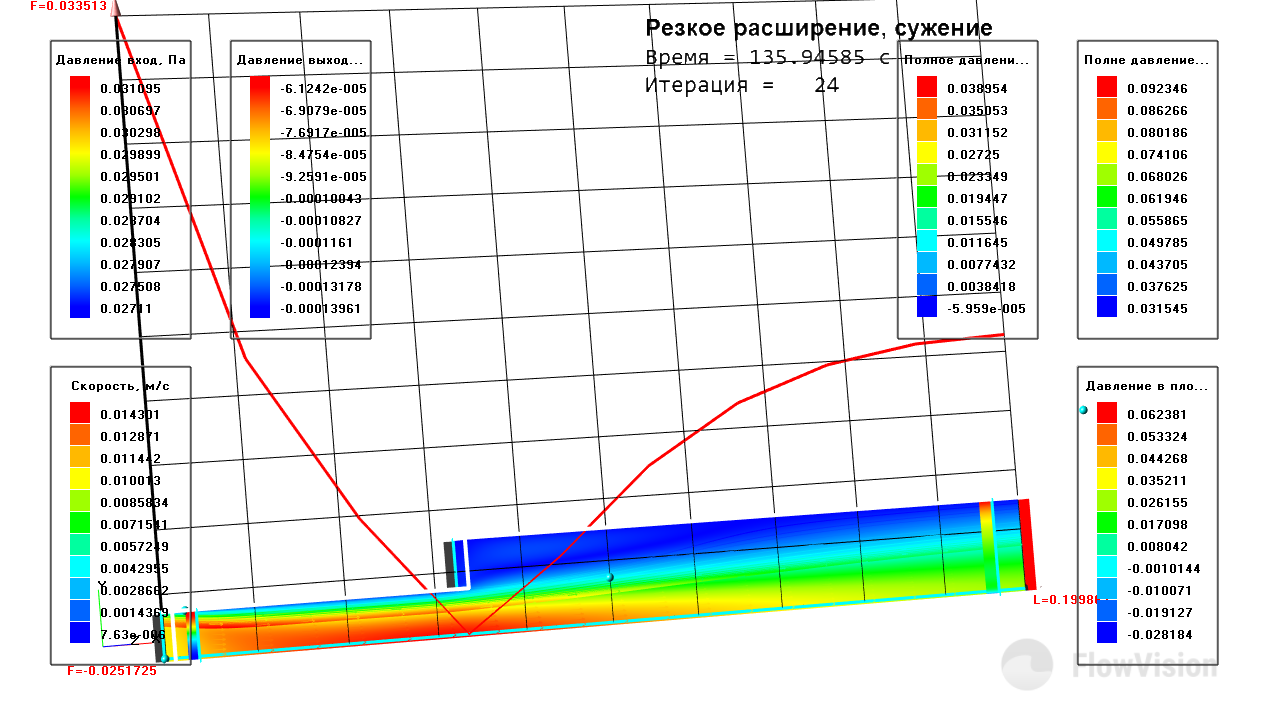 F=0.033513
Резкое расширение, сужение
Время = 135.94585 с
Итерация =   24
Давление вход, Па
0.031095
0.030697
0.030298
0.029899
0.029501
0.029102
0.028704
0.028305
0.027907
0.027508
0.02711
Давление выход...
-6.1242e-005
-6.9079e-005
-7.6917e-005
-8.4754e-005
-9.2591e-005
-0.00010043
-0.00010827
-0.0001161
-0.00012394
-0.00013178
-0.00013961
Полное давлени...
0.038954
0.035053
0.031152
0.02725
0.023349
0.019447
0.015546
0.011645
0.0077432
0.0038418
-5.959e-005
Полне давление...
0.092346
0.086266
0.080186
0.074106
0.068026
0.061946
0.055865
0.049785
0.043705
0.037625
0.031545
Скорость, м/с
0.014301
0.012871
0.011442
0.010013
0.0085834
0.0071541
0.0057249
0.0042955
0.0028662
0.0014369
7.63e-006
Давление в пло...
0.062381
0.053324
0.044268
0.035211
0.026155
0.017098
0.008042
-0.0010144
-0.010071
-0.019127
-0.028184
Y
Z X
F=-0.0251725
FlowVision